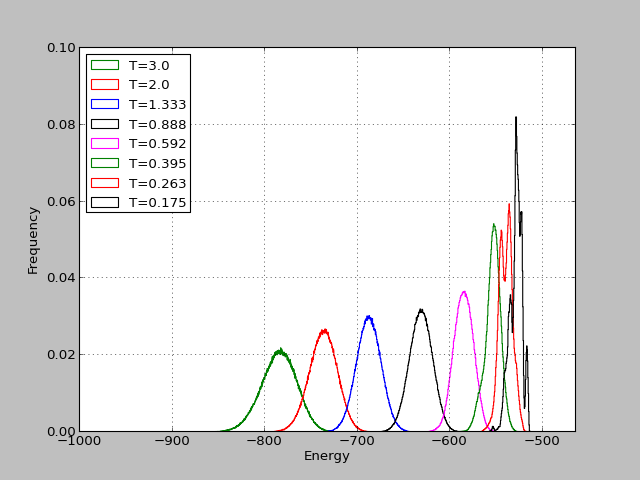 0.10
0.08
0.06
0.04
0.02
0.00
Frequency
T=3.0
T=2.0
T=1.333
T=0.888
T=0.592
T=0.395
T=0.263
T=0.175
−1000 −900 −800 −700 −600 −500
Energy